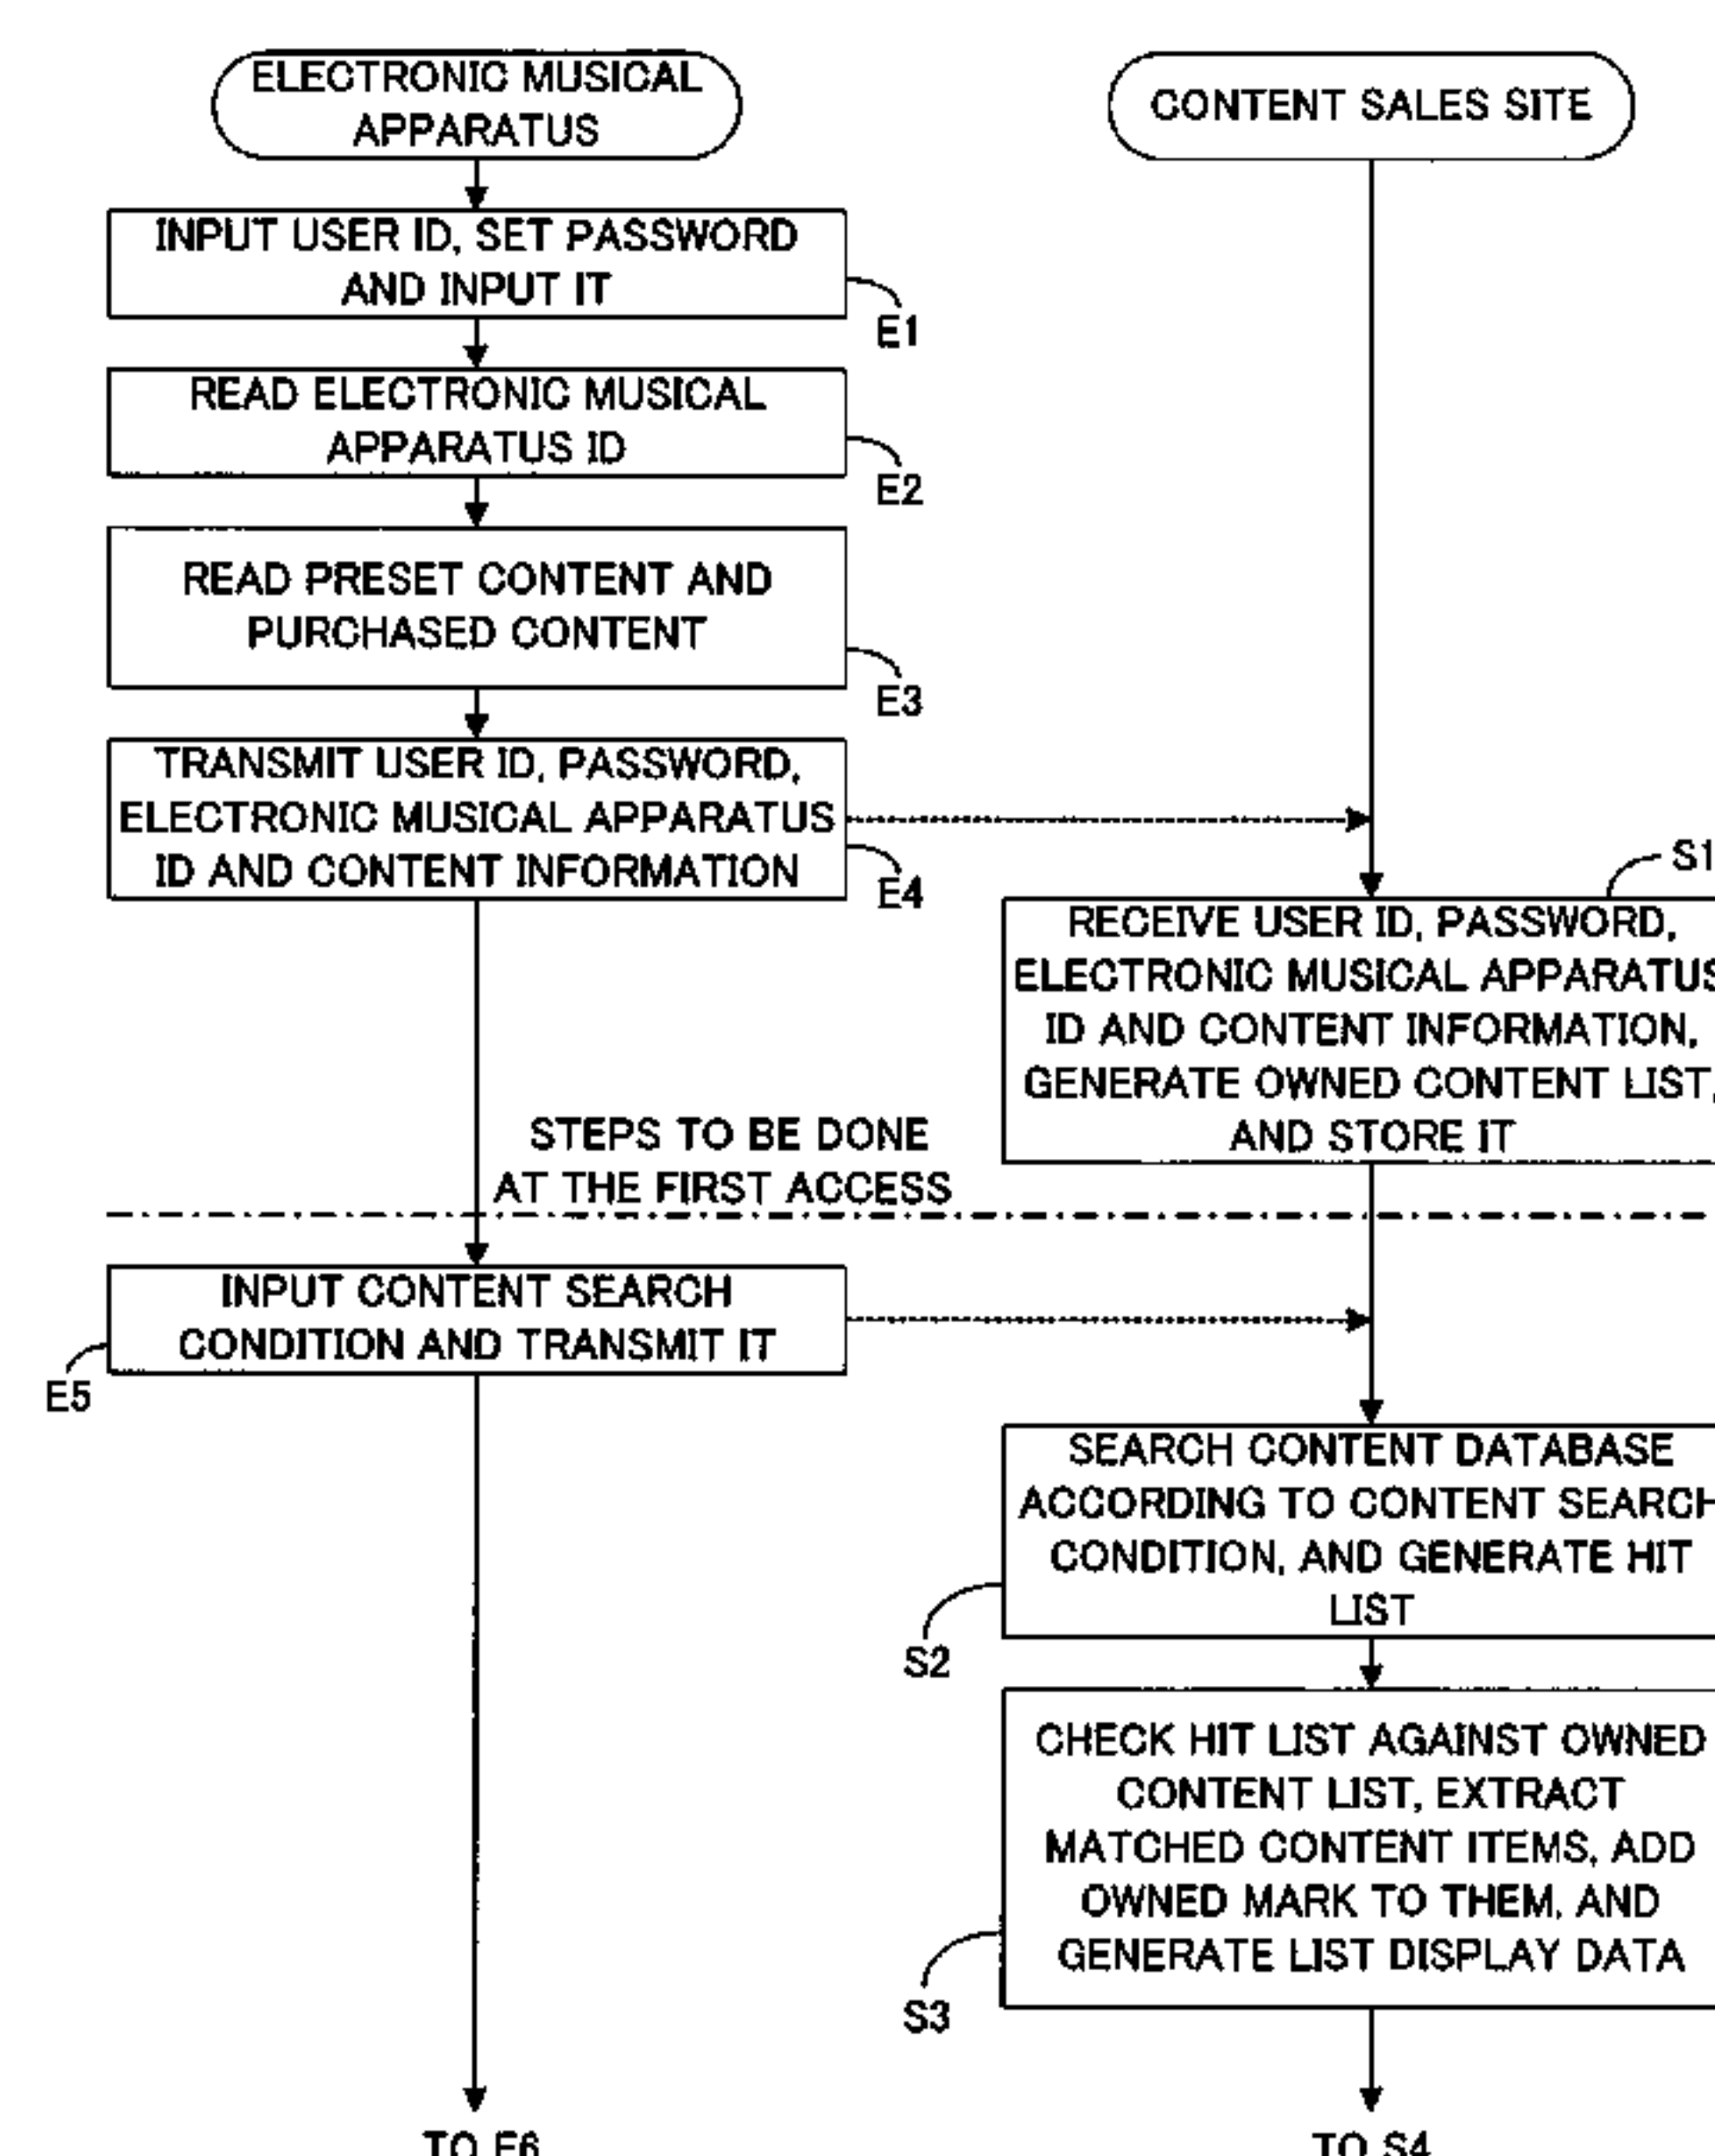 ELECTRONIC MUSICAL
APPARATUS
CONTENT SALES SITE
INPUT USER ID, SET PASSWORD
AND INPUT IT
E1
READ ELECTRONIC MUSICAL
APPARATUS ID
E2
READ PRESET CONTENT AND
PURCHASED CONTENT
E3
TRANSMIT USER ID, PASSWORD,
ELECTRONIC MUSICAL APPARATUS
ID AND CONTENT INFORMATION
E4
S1
RECEIVE USER ID, PASSWORD,
ELECTRONIC MUSICAL APPARATUS
ID AND CONTENT INFORMATION,
GENERATE OWNED CONTENT LIST,
AND STORE IT
STEPS TO BE DONE
AT THE FIRST ACCESS
INPUT CONTENT SEARCH
CONDITION AND TRANSMIT IT
E5
SEARCH CONTENT DATABASE
ACCORDING TO CONTENT SEARCH
CONDITION, AND GENERATE HIT
LIST
S2
CHECK HIT LIST AGAINST OWNED
CONTENT LIST, EXTRACT
MATCHED CONTENT ITEMS, ADD
OWNED MARK TO THEM, AND
GENERATE LIST DISPLAY DATA
S3
TO E6
TO S4